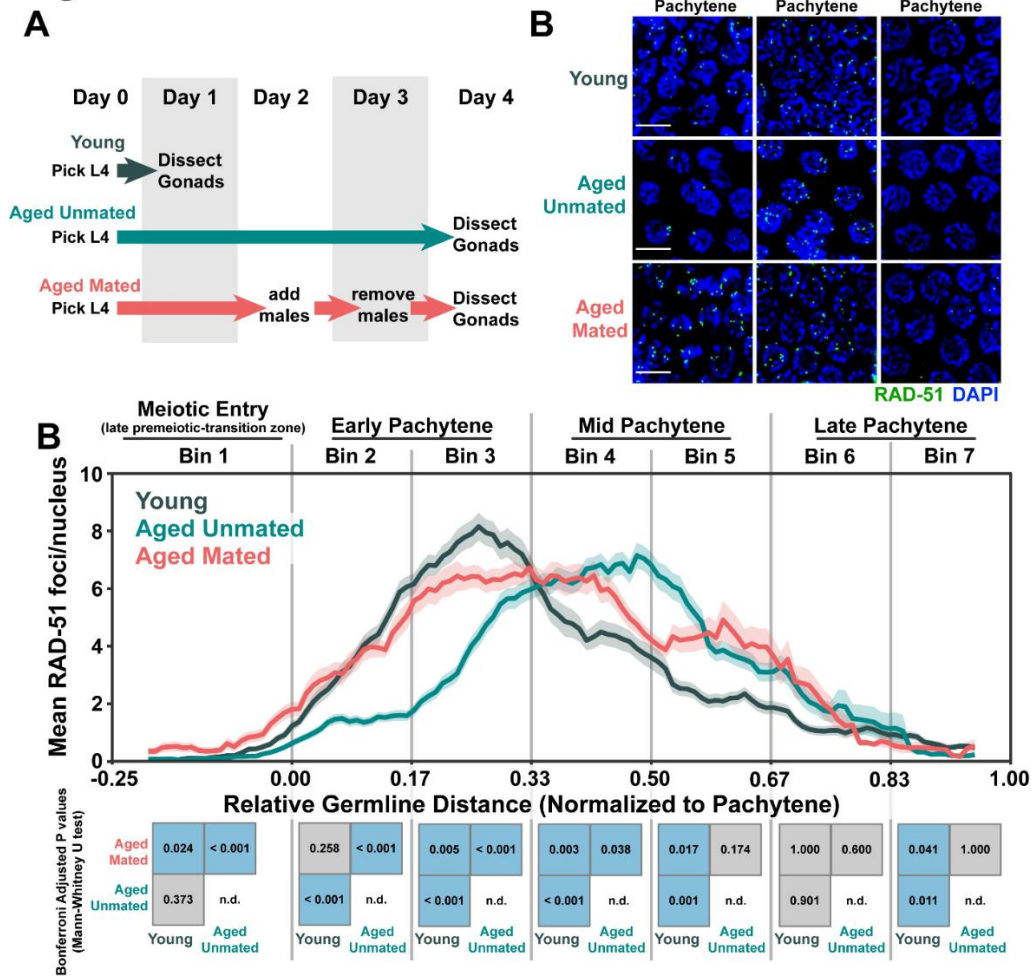 A
Day 0 Day 1 Day 2 Day 3 Day 4
Young
Pick L4
Dissect
Gonads
Aged Unmated
Pick L4
Dissect
Gonads
Aged Mated
Pick L4
add
males
remove
males
Dissect
Gonads
B
Pachytene Pachytene Pachytene
Young
Aged
Unmated
Aged
Mated
RAD-51 DAPI
B
Meiotic Entry
(late premeiotic-transition zone)
Early Pachytene
Mid Pachytene
Late Pachytene
Bin 1 Bin 2 Bin 3 Bin 4 Bin 5 Bin 6 Bin 7
Mean RAD-51 foci/nucleus
10
8
6
4
2
0
Young
Aged Unmated
Aged Mated
-0.25 0.00 0.17 0.33 0.50 0.67 0.83 1.00
Relative Germline Distance (Normalized to Pachytene)
Bonferroni Adjusted P values
(Mann-Whitney U test)
Aged
Mated
0.024 < 0.001 0.258 < 0.001 0.005 < 0.001 0.003 0.038 0.017 0.174 1.000 0.600 0.041 1.000
Aged
Unmated
0.373 n.d. < 0.001 n.d. < 0.001 n.d. < 0.001 n.d. 0.001 n.d. 0.901 n.d. 0.011 n.d.
Young Aged Young Aged Young Aged Young Aged Young Aged Young Aged Young Aged
Unmated Unmated Unmated Unmated Unmated Unmated Unmated